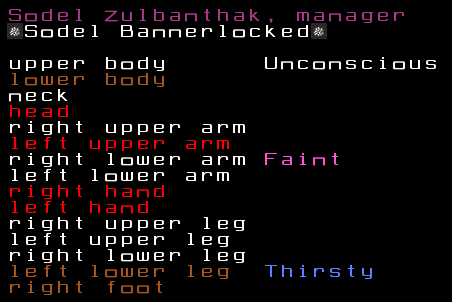 Sodel Zulbanthak, manager
☼Sodel Bannerlocked☼
upper body Unconscious
lower body
neck
head
right upper arm
left upper arm
right lower arm Faint
left lower arm
right hand
left hand
right upper leg
left upper leg
right lower leg
left lower leg Thirsty
right foot